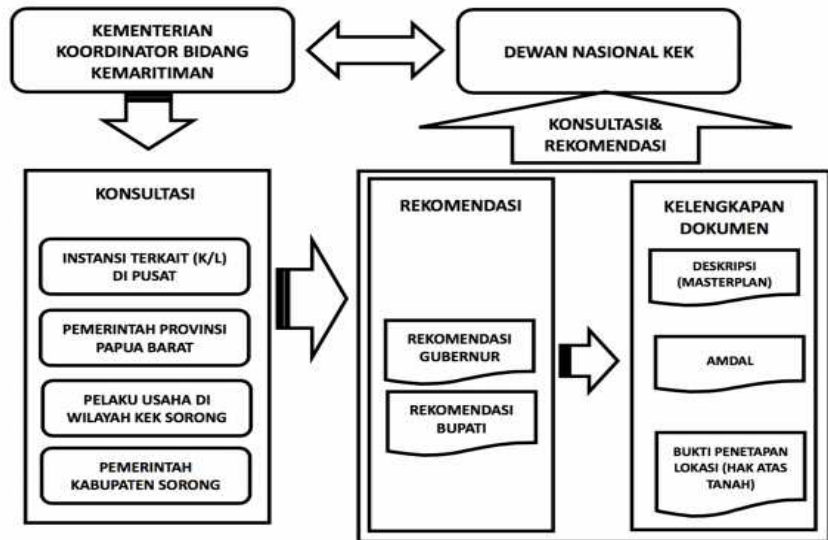 KEMENTERIAN
KOORDINATOR BIDANG
KEMARITIMAN
DEWAN NASIONAL KEK
KONSULTASI&
REKOMENDASI
KONSULTASI
INSTANSI TERKAIT (K/L)
DI PUSAT
PEMERINTAH PROVINSI
PAPUA BARAT
PELAKU USAHA DI
WILAYAH KEK SORONG
PEMERINTAH
KABUPATEN SORONG
REKOMENDASI
REKOMENDASI
GUBERNUR
REKOMENDASI
BUPATI
KELENGKAPAN
DOKUMEN
DESKRIPSI
(MASTERPLAN)
AMDAL
BUKTI PENETAPAN
LOKASI (HAK ATAS
TANAH)